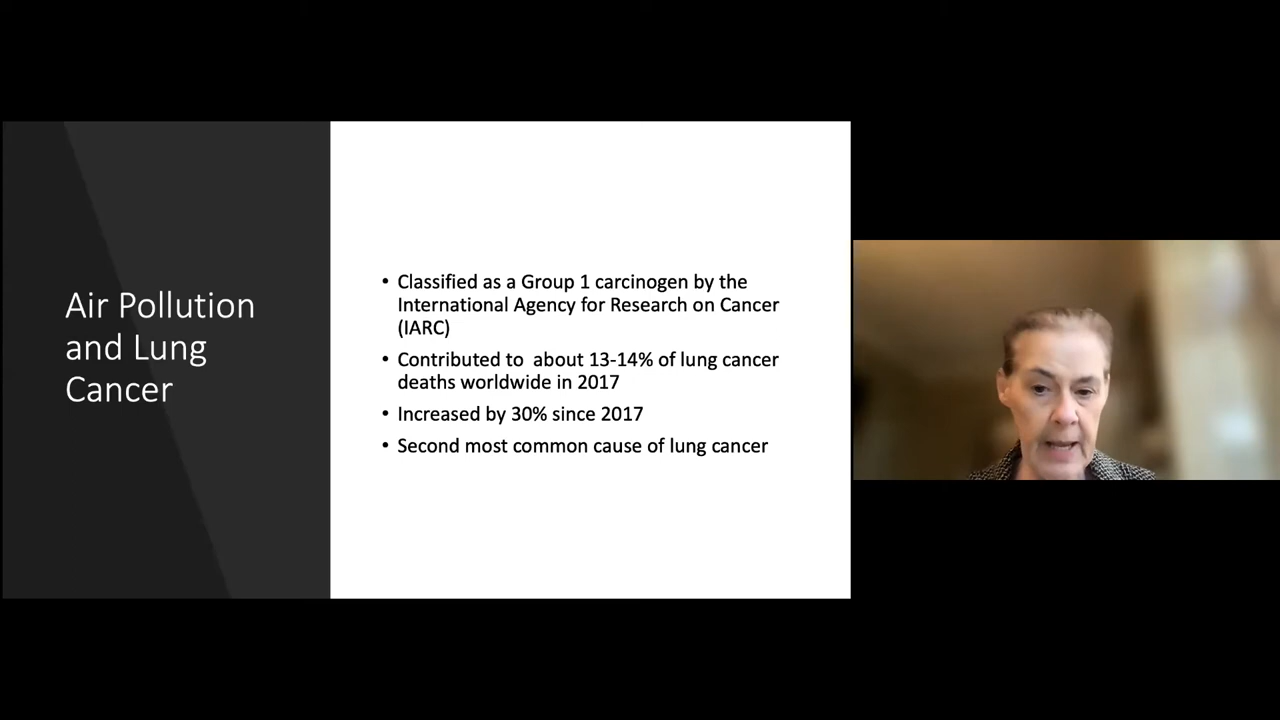 Air Pollution
and Lung
Cancer
• Classified as a Group 1 carcinogen by the
International Agency for Research on Cancer
(IARC)
• Contributed to  about 13-14% of lung cancer
deaths worldwide in 2017
• Increased by 30% since 2017
• Second most common cause of lung cancer